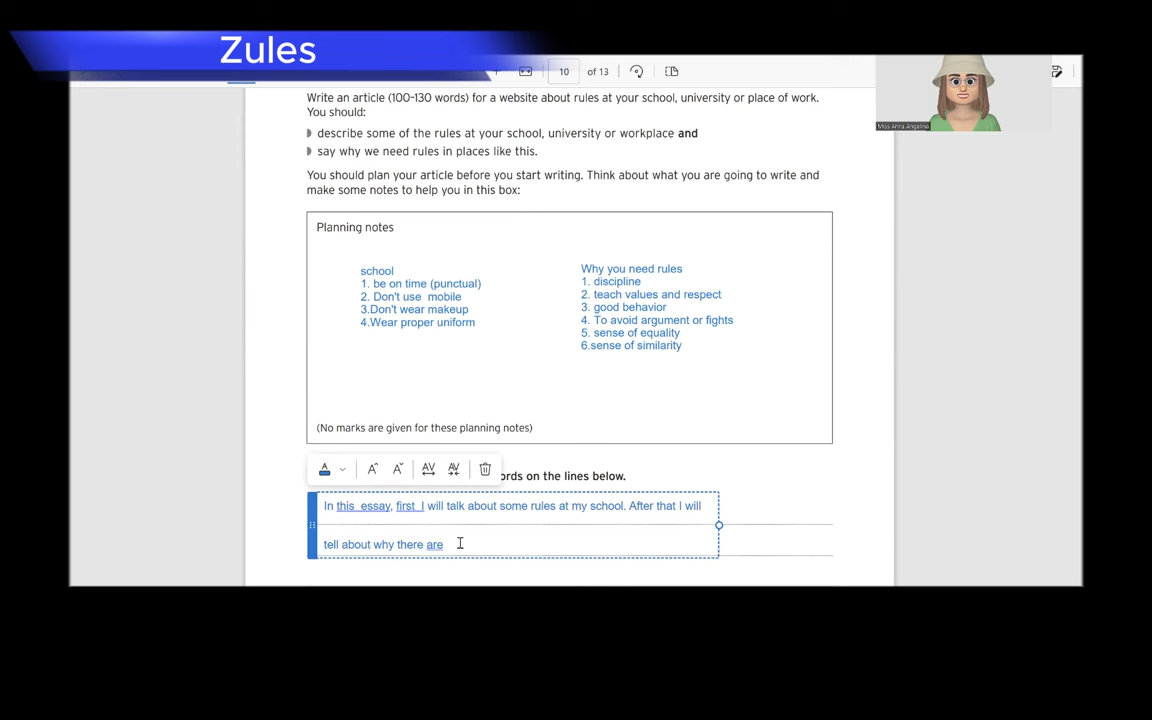 Zules
10 of 13
Write an article (100–130 words) for a website about rules at your school, university or place of work.
You should:
describe some of the rules at your school, university or workplace and
say why we need rules in places like this.
You should plan your article before you start writing. Think about what you are going to write and
make some notes to help you in this box:
Planning notes
school
1. be on time (punctual)
2. Don't use mobile
3.Don't wear makeup
4.Wear proper uniform
Why you need rules
1. discipline
2. teach values and respect
3. good behavior
4. To avoid argument or fights
5. sense of equality
6.sense of similarity
(No marks are given for these planning notes)
ords on the lines below.
In this essay, first I will talk about some rules at my school. After that I will
tell about why there are
Miss Anna Angelina